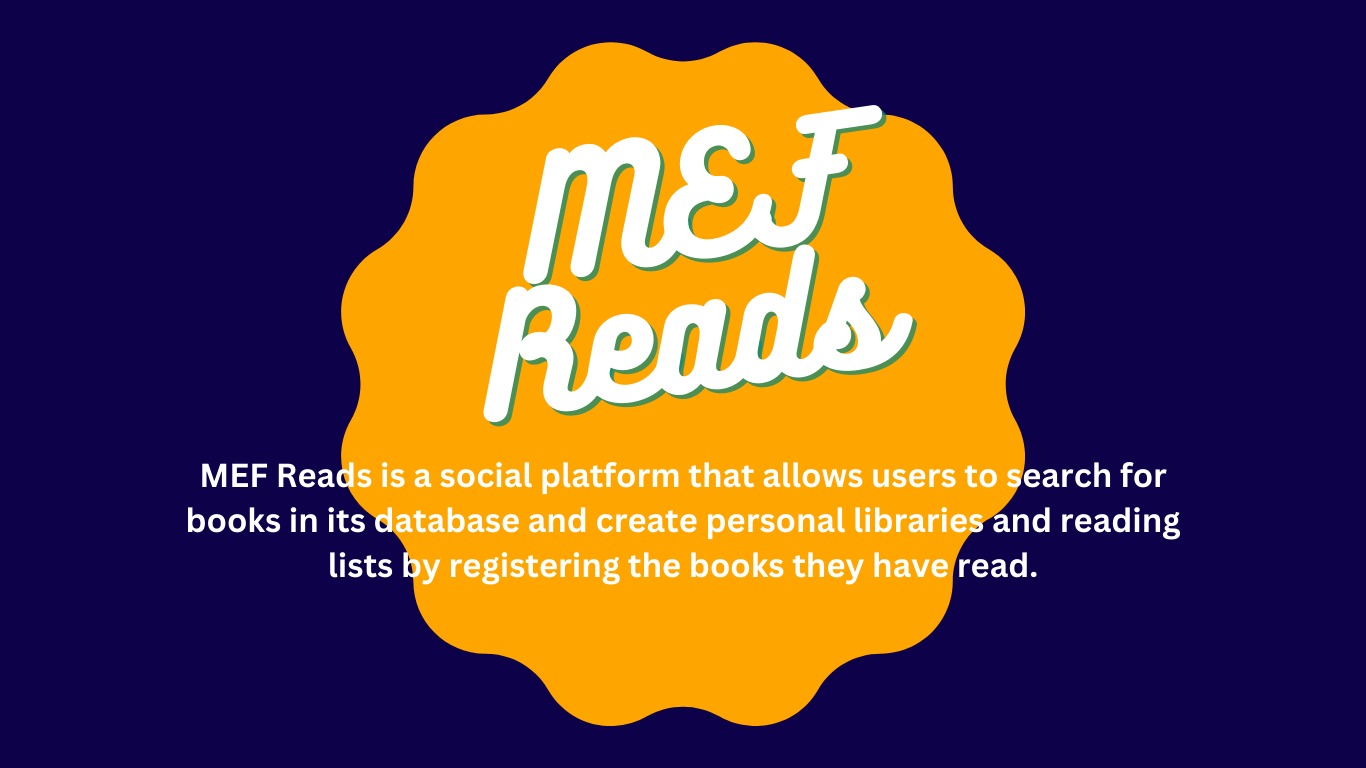 MEF
Reads
MEF Reads is a social platform that allows users to search for
books in its database and create personal libraries and reading
lists by registering the books they have read.